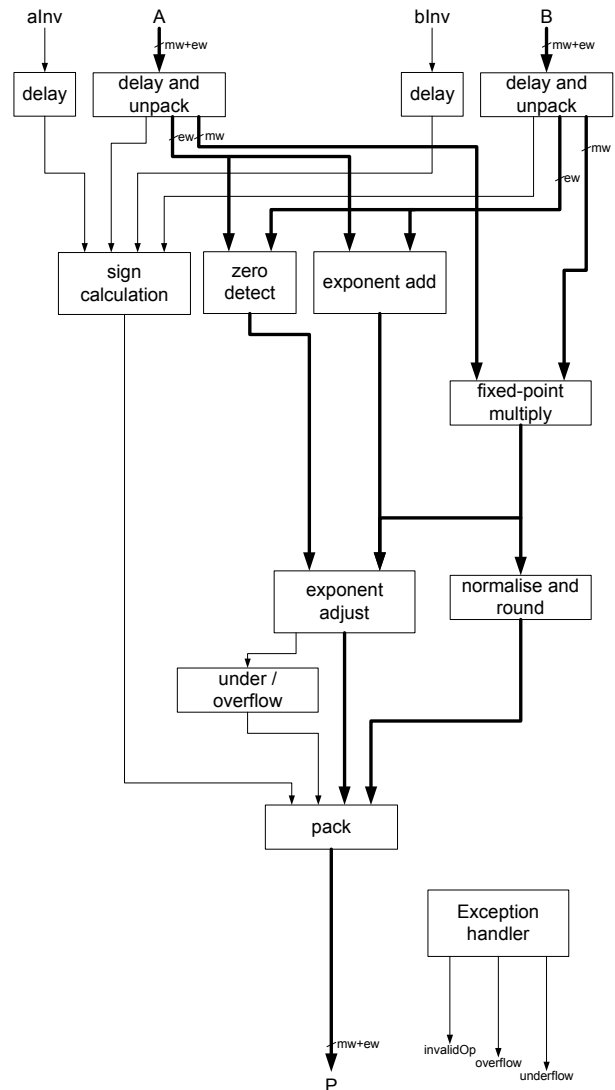 aInv
A
bInv
B
mw+ew
mw+ew
delay
delay and
unpack
delay
delay and
unpack
ew
mw
mw
ew
sign
calculation
zero
detect
exponent add
fixed-point
multiply
exponent
adjust
normalise and
round
under /
overflow
pack
Exception
handler
mw+ew
invalidOp
overflow
underflow
P